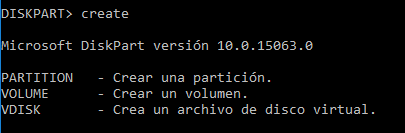 DISKPART> create
Microsoft DiskPart versión 10.0.15063.0
PARTITION   - Crear una partición.
VOLUME      - Crear un volumen.
VDISK       - Crea un archivo de disco virtual.